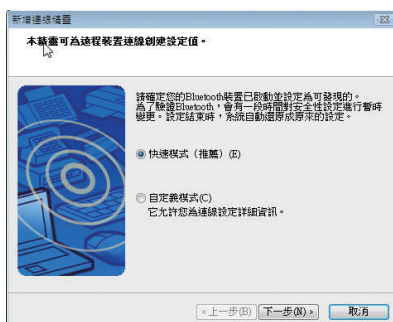 新增連線精靈
本精靈可為遠程裝置連線創建設定值。
請確定您的Bluetooth裝置已啟動並設定為可發現的。
為了驗證Bluetooth，會有一段時間對安全性設定進行暫時
變更。設定結束時，系統自動還原成原來的設定。
快速模式（推薦）(E)
自定義模式(C)
它允許您為連線設定詳細資訊。
<上一步(B) 下一步(N)> 取消